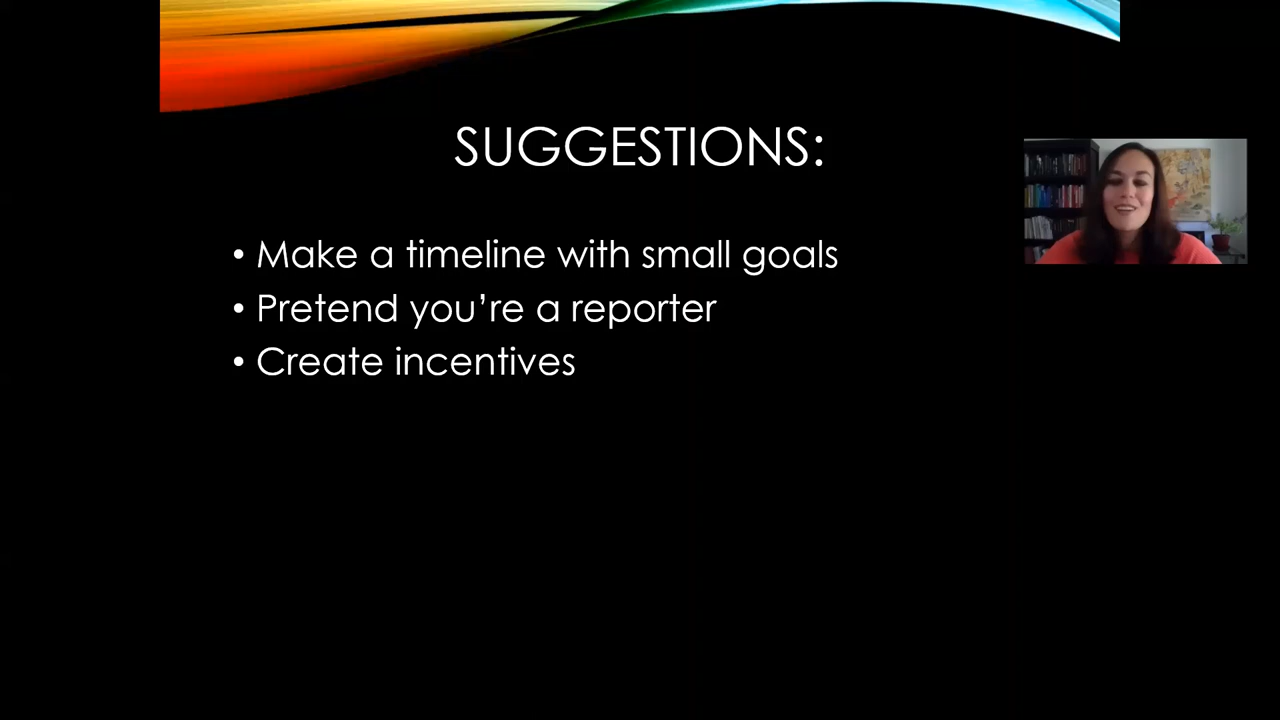 SUGGESTIONS:
• Make a timeline with small goals
• Pretend you’re a reporter
• Create incentives